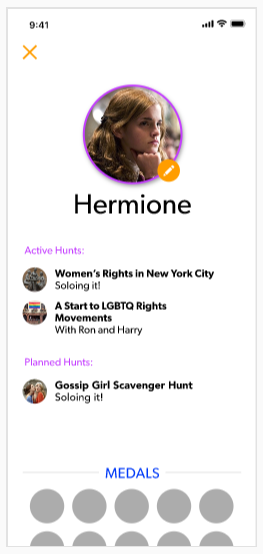 9:41
Hermione
Active Hunts:
Women's Rights in New York City
Soloing it!
A Start to LGBTQ Rights
Movements
With Ron and Harry
Planned Hunts:
Gossip Girl Scavenger Hunt
Soloing it!
MEDALS